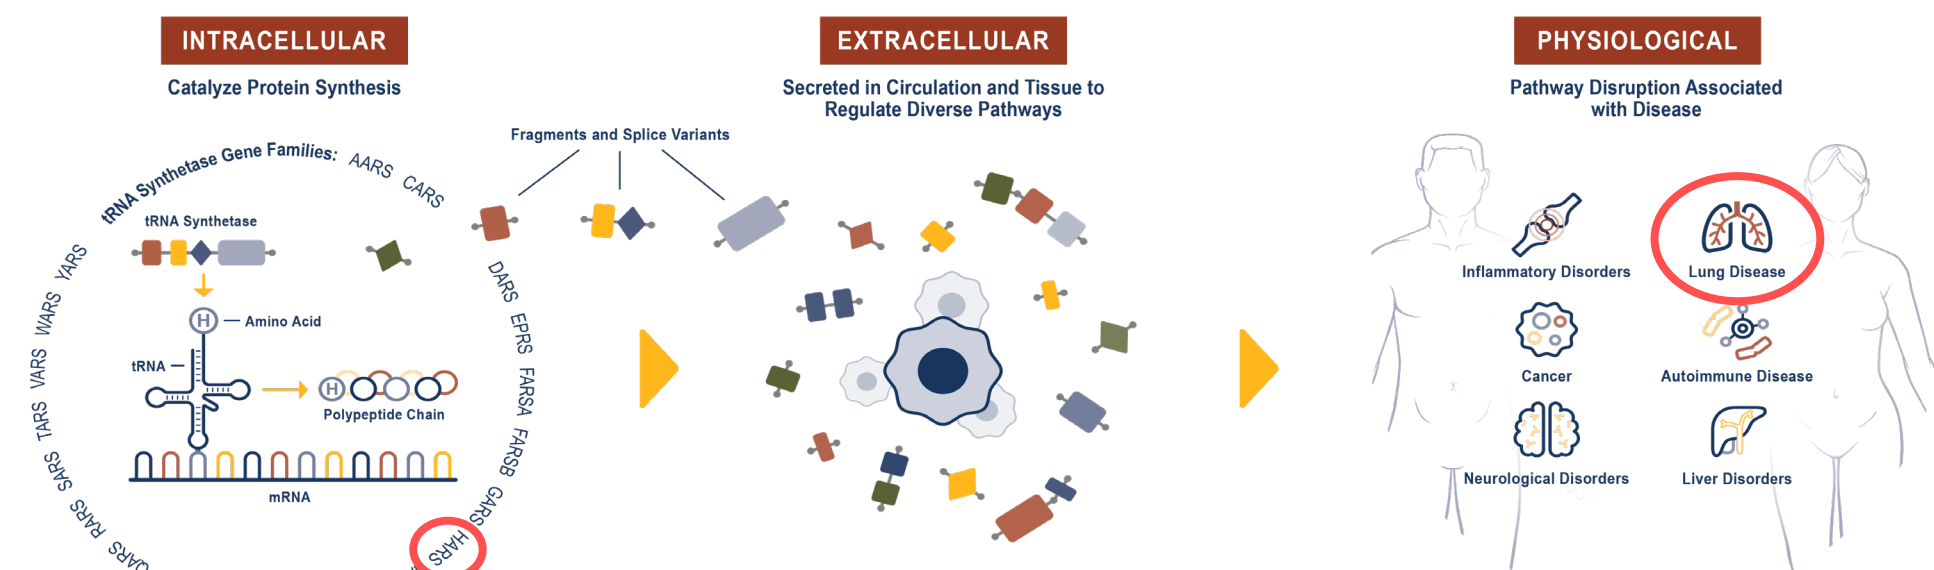 INTRACELLULAR
Catalyze Protein Synthesis
tRNA Synthetase Gene Families: AARS CARS
DARS EPRS FARSA FARSB GARS HARS
QARS RARS SARS TARS VARS WARS YARS
tRNA Synthetase
H
Amino Acid
tRNA
H
Polypeptide Chain
mRNA
Fragments and Splice Variants
EXTRACELLULAR
Secreted in Circulation and Tissue to
Regulate Diverse Pathways
PHYSIOLOGICAL
Pathway Disruption Associated
with Disease
Inflammatory Disorders
Lung Disease
Cancer
Autoimmune Disease
Neurological Disorders
Liver Disorders